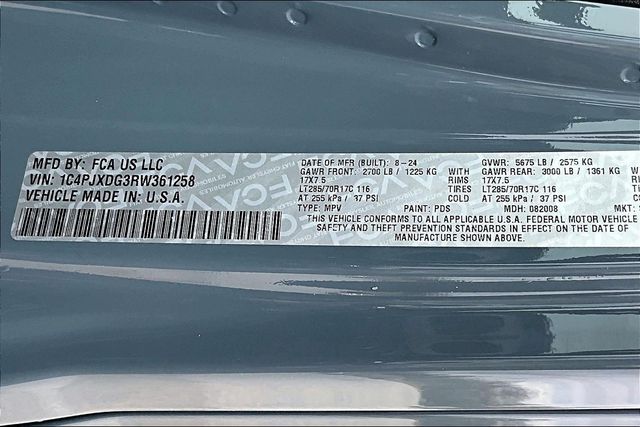 MFD BY: FCA US LLC
VIN: 1C4PJXDG3RW361258
VEHICLE MADE IN: U.S.A.
DATE OF MFR (BUILT): 8-24 GVWR: 5675 LB / 2575 KG
GAWR FRONT: 2700 LB / 1225 KG WITH GAWR REAR: 3000 LB / 1361 KG
17X7.5 RIMS 17X7.5
LT285/70R17C 116 TIRES LT285/70R17C 116
AT 255 kPa / 37 PSI COLD AT 255 kPa / 37 PSI
TYPE: MPV PAINT: PDS MDH: 082008 MKT:
THIS VEHICLE CONFORMS TO ALL APPLICABLE U.S.A. FEDERAL MOTOR VEHICLE
SAFETY AND THEFT PREVENTION STANDARDS IN EFFECT ON THE DATE OF
MANUFACTURE SHOWN ABOVE.